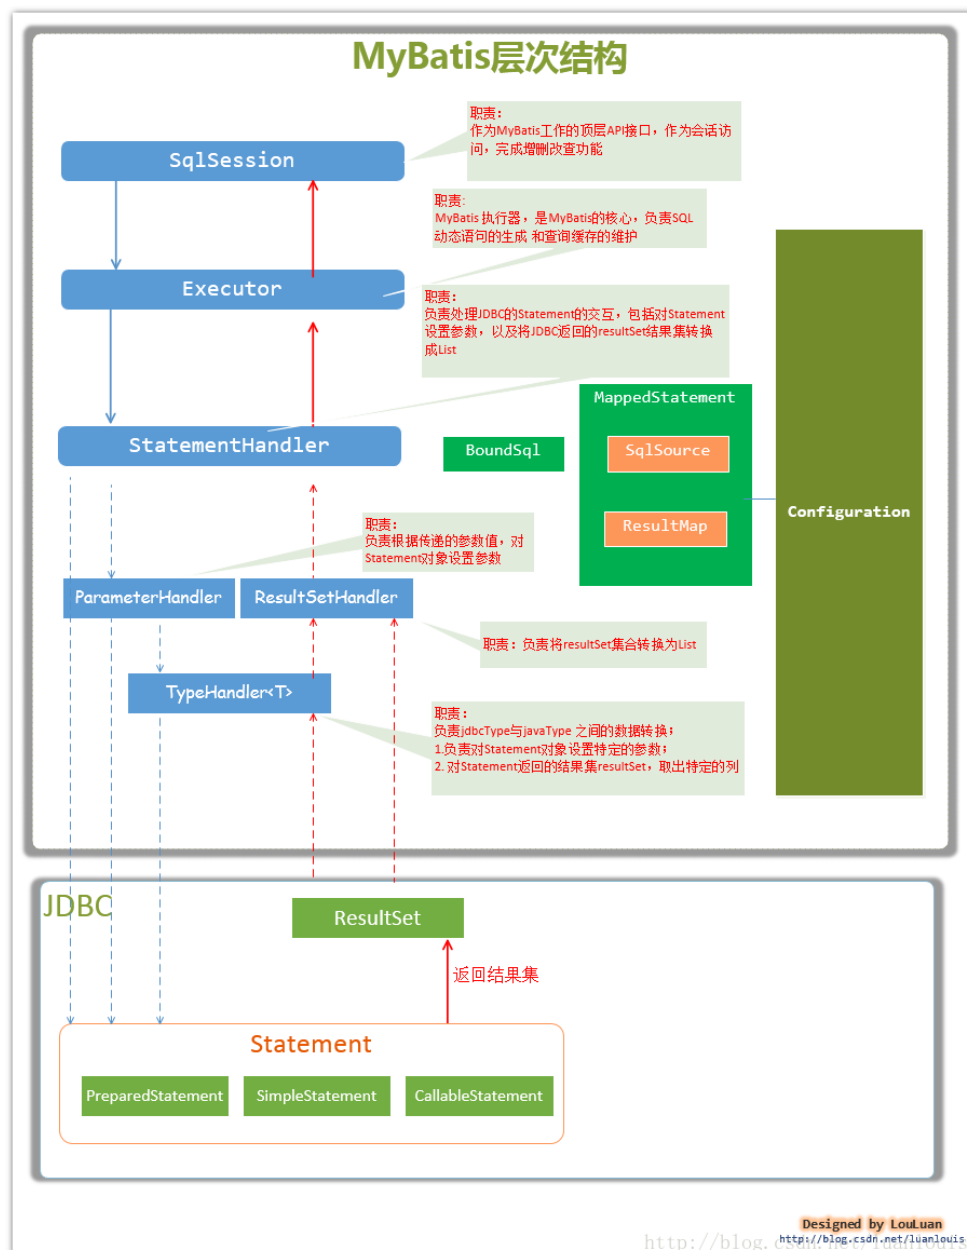 MyBatis层次结构
职责：
作为MyBatis工作的顶层API接口，作为会话访
问，完成增删改查功能
SqlSession
职责:
MyBatis 执行器，是MyBatis的核心，负责SQL
动态语句的生成 和查询缓存的维护
Executor
职责：
负责处理JDBC的Statement的交互，包括对Statement
设置参数，以及将JDBC返回的resultSet结果集转换
成List
MappedStatement
StatementHandler
BoundSql
SqlSource
Configuration
ResultMap
职责：
负责根据传递的参数值，对
Statement对象设置参数
ParameterHandler
ResultSetHandler
职责：负责将resultSet集合转换为List
TypeHandler<T>
职责：
负责jdbcType与javaType 之间的数据转换；
1.负责对Statement对象设置特定的参数；
2. 对Statement返回的结果集resultSet，取出特定的列
JDBC
ResultSet
返回结果集
Statement
PreparedStatement
SimpleStatement
CallableStatement
Designed by LouLuan
http://blog.csdn.net/luanlouis
http://blog.csdn.net/luanlouis